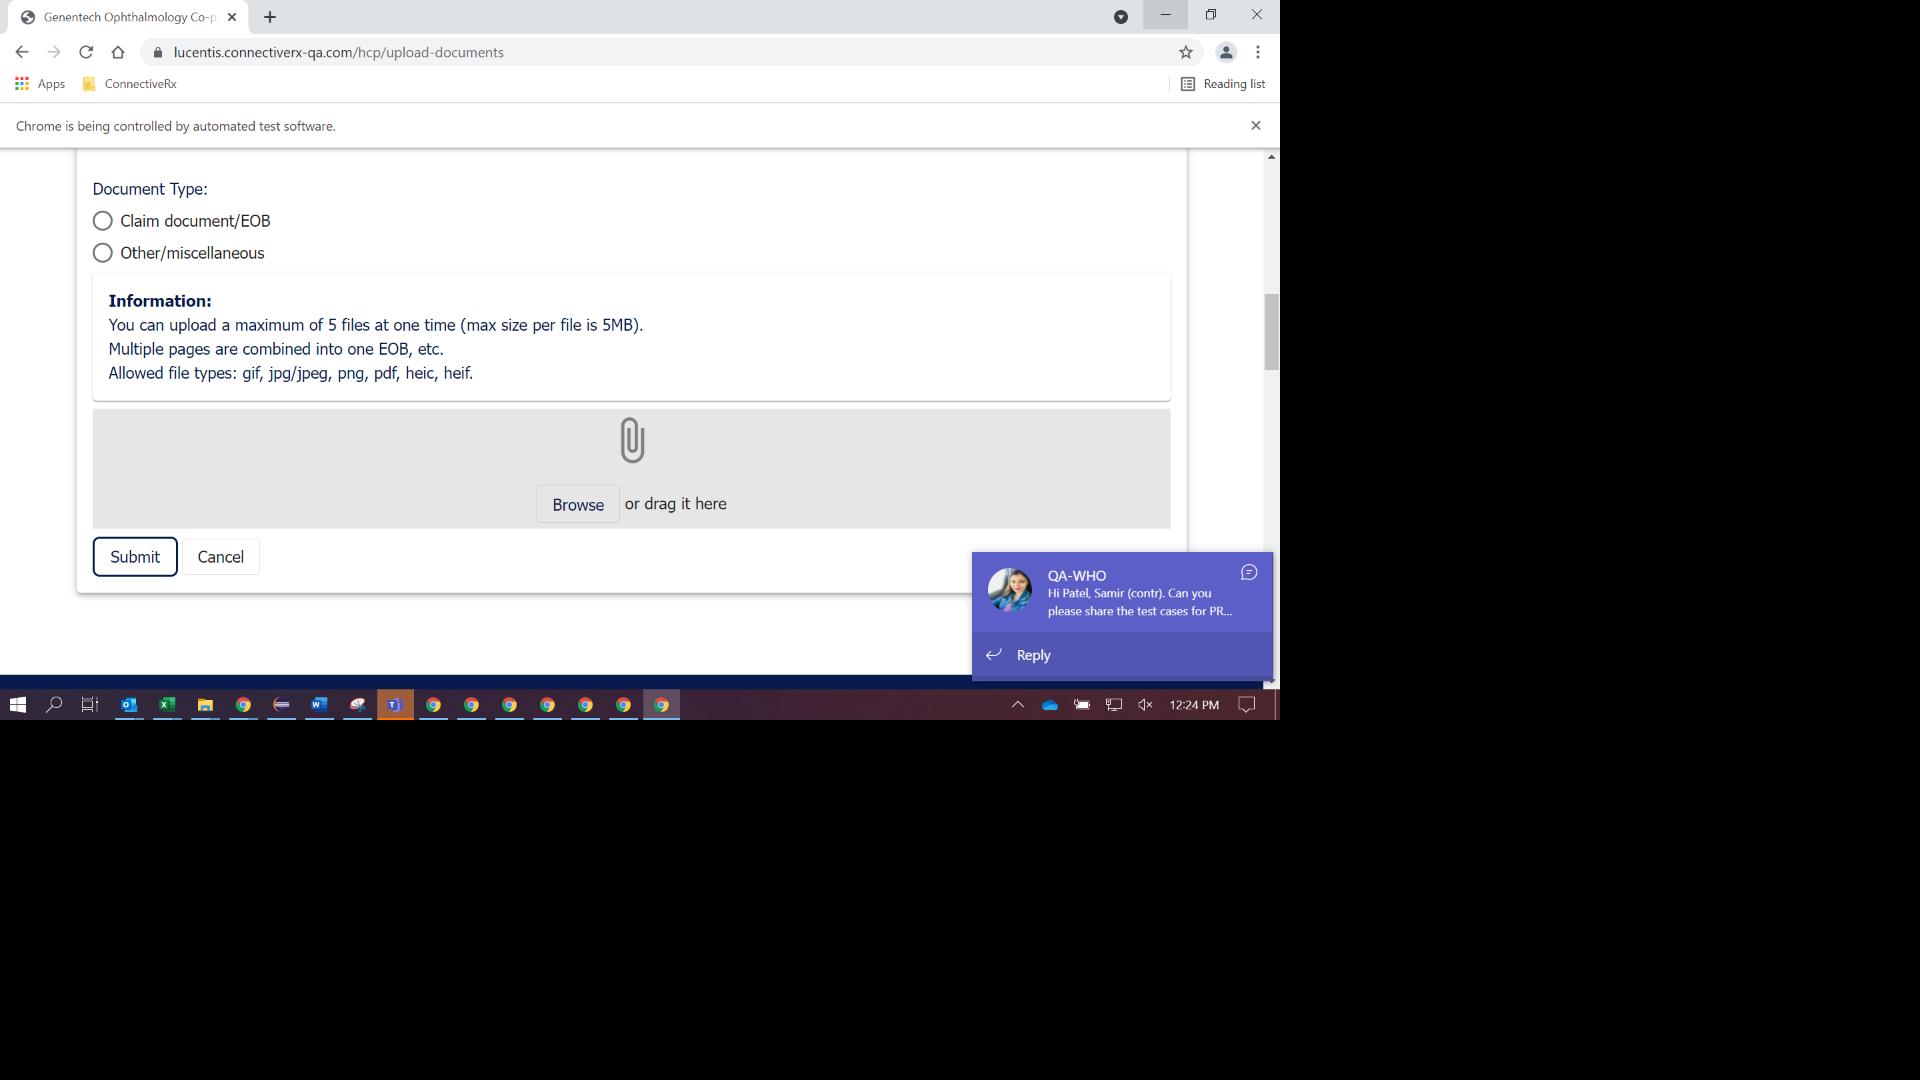 Genentech Ophthalmology Co-p
lucentis.connectiverx-qa.com/hcp/upload-documents
Apps
ConnectiveRx
Reading list
Chrome is being controlled by automated test software.
Document Type:
Claim document/EOB
Other/miscellaneous
Information:
You can upload a maximum of 5 files at one time (max size per file is 5MB).
Multiple pages are combined into one EOB, etc.
Allowed file types: gif, jpg/jpeg, png, pdf, heic, heif.
Browse or drag it here
Submit Cancel
QA-WHO
Hi Patel, Samir (contr). Can you
please share the test cases for PR...
Reply
12:24 PM